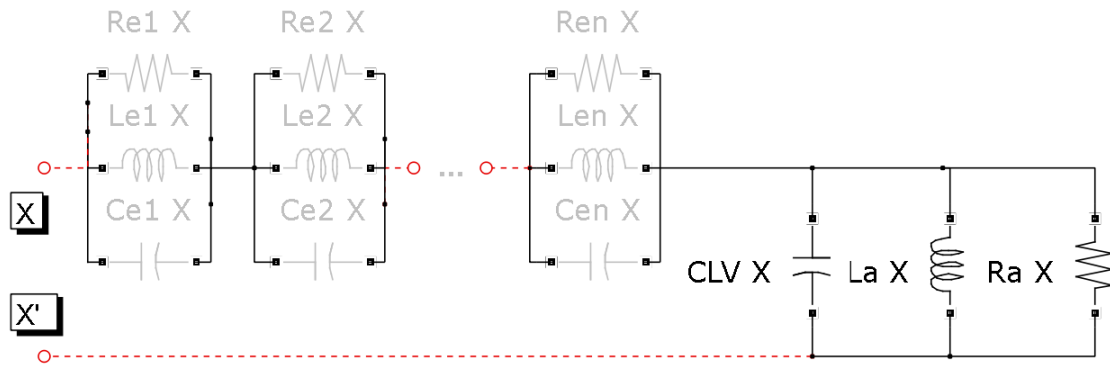 Re1 X Re2 X Ren X
Le1 X Le2 X Len X
...
X
Ce1 X Ce2 X Cen X
CLV X La X Ra X
X'